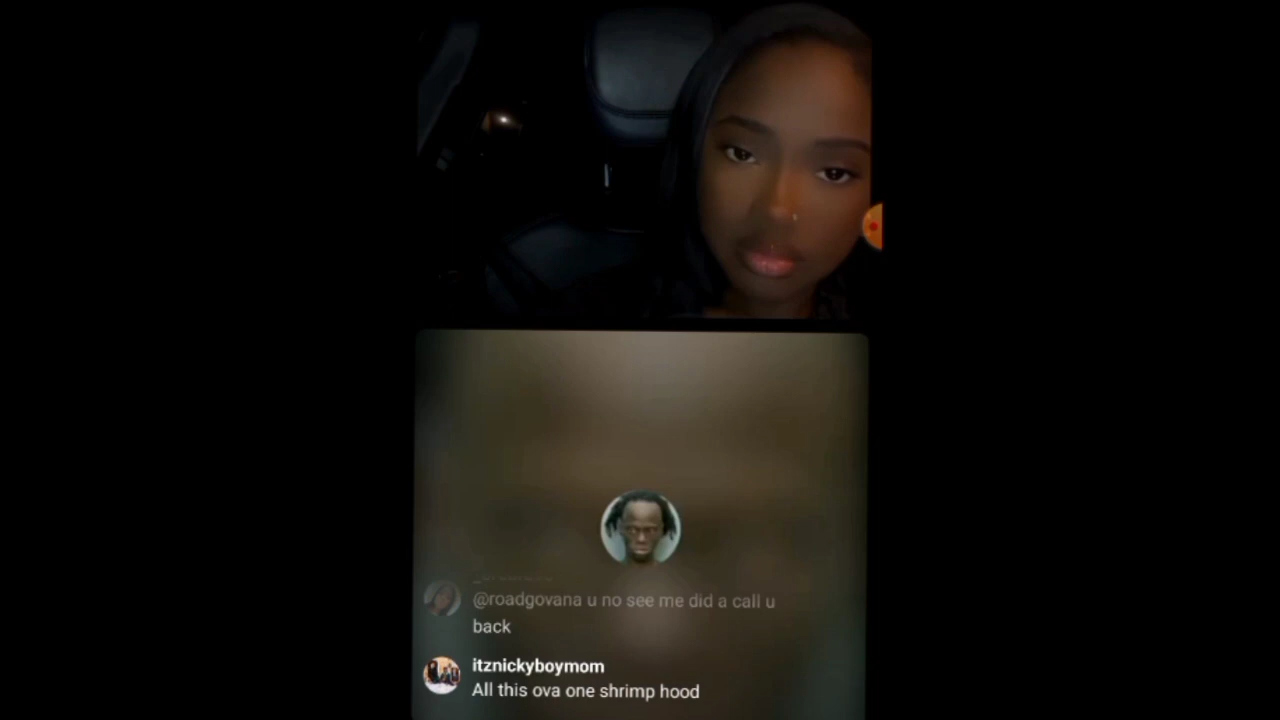 @roadgovana u no see me did a call u
back
itznickyboymom
All this ova one shrimp hood